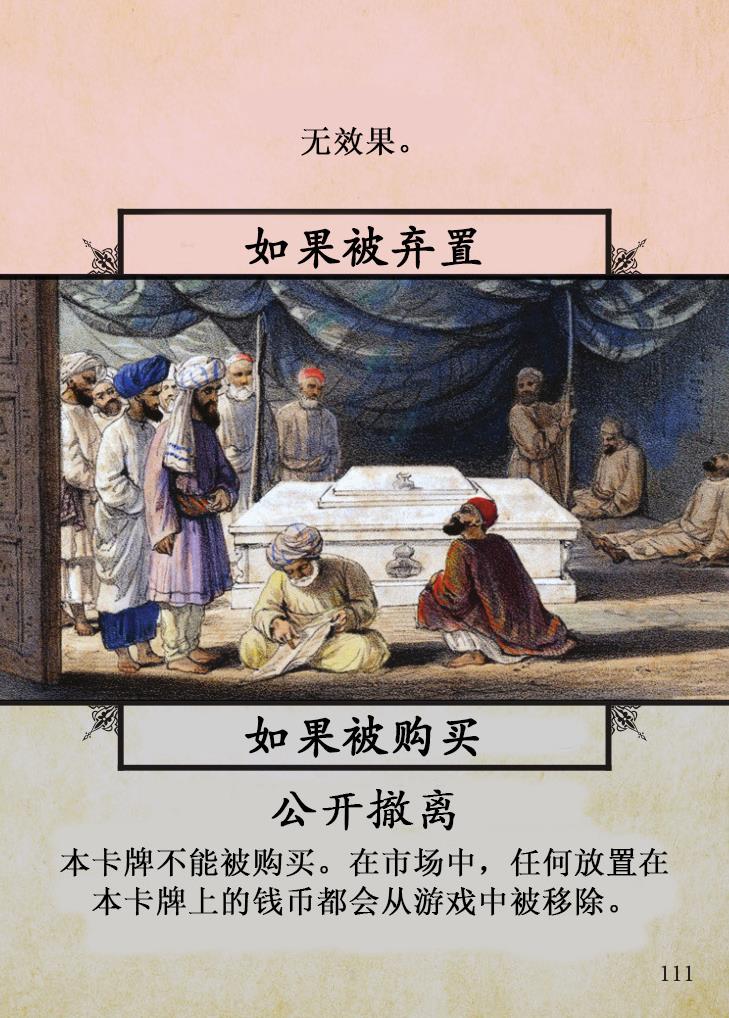 无效果。
如果被弃置
如果被购买
公开撤离
本卡牌不能被购买。在市场中，任何放置在
本卡牌上的钱币都会从游戏中被移除。
111